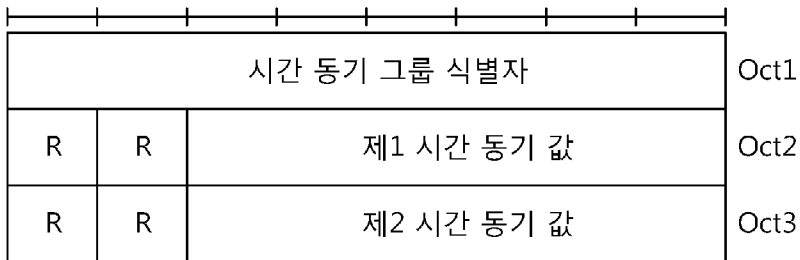 시간 동기 그룹 식별자 Oct1
R R 제1 시간 동기 값 Oct2
R R 제2 시간 동기 값 Oct3